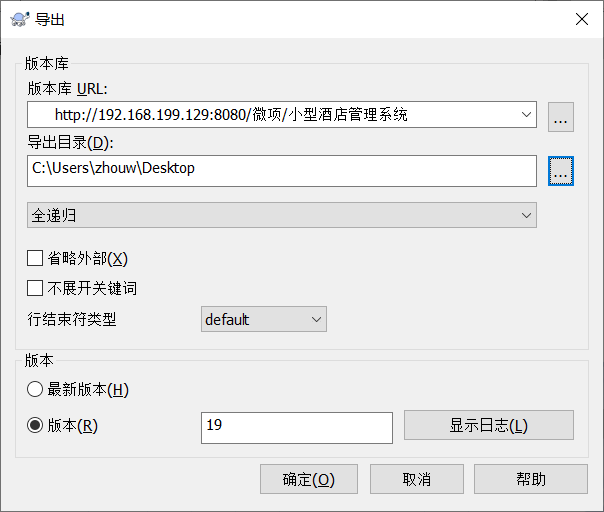 导出
版本库
版本库 URL:
http://192.168.199.129:8080/微项/小型酒店管理系统
...
导出目录(D):
C:\Users\zhouw\Desktop
...
全递归
省略外部(X)
不展开关键词
行结束符类型 default
版本
最新版本(H)
版本(R) 19 显示日志(L)
确定(O) 取消 帮助